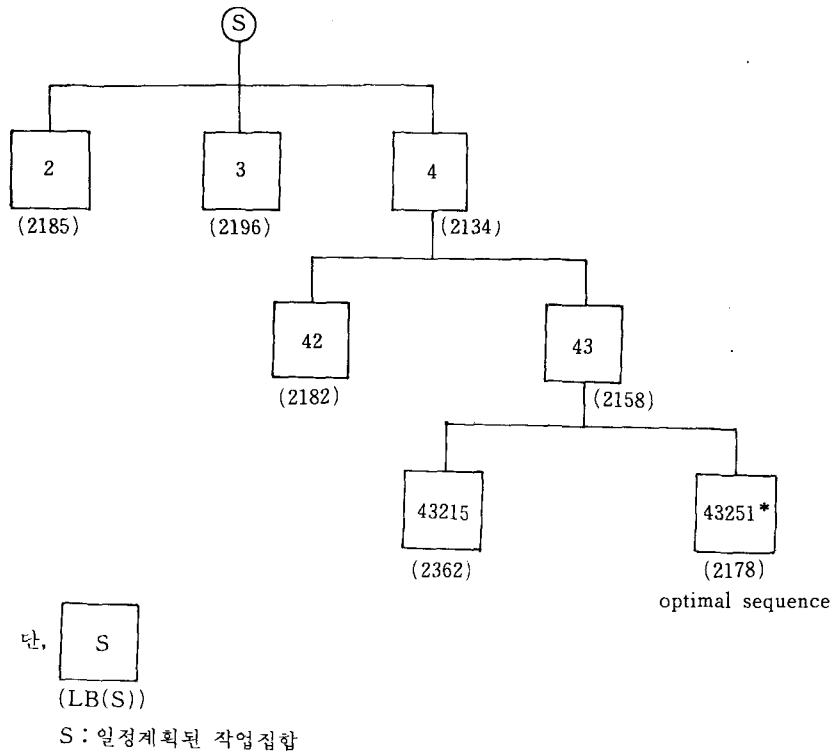 S
2
3
4
(2185)
(2196)
(2134)
42
43
(2182)
(2158)
43215
43251*
(2362)
(2178)
optimal sequence
단,
S
(LB(S))
S : 일정계획된 작업집합